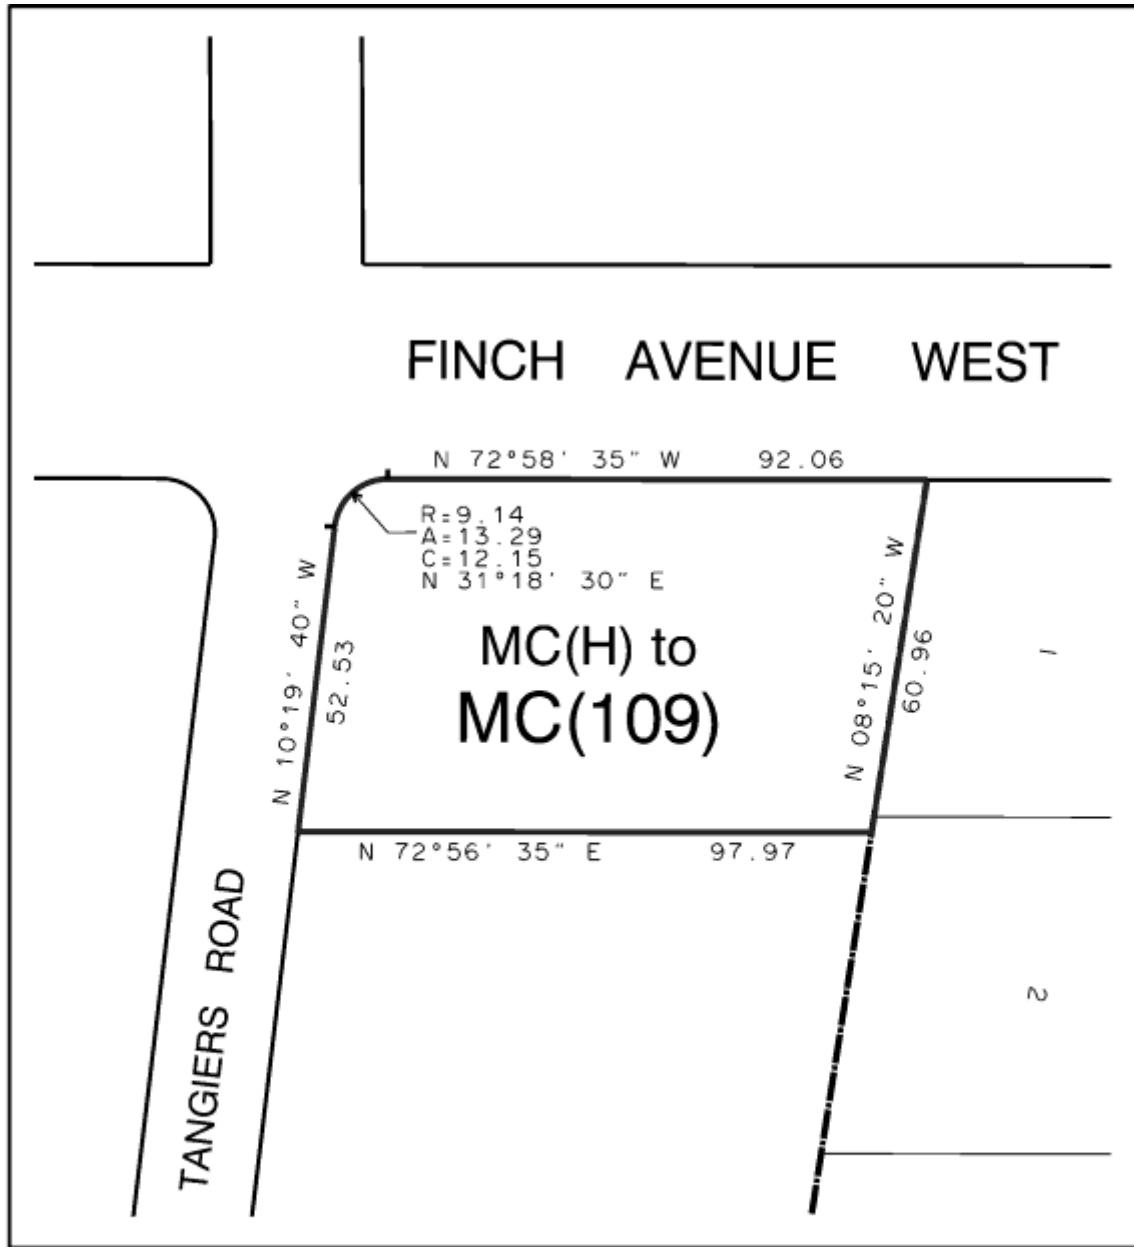 FINCH AVENUE WEST
N 72°58' 35" W 92.06
R=9.14
A=13.29
C=12.15
N 31°18' 30" E
N 10°19' 40" W
52.53
MC(H) to
MC(109)
N 08°15' 20" W
60.96
1
N 72°56' 35" E 97.97
TANGIERS ROAD
2